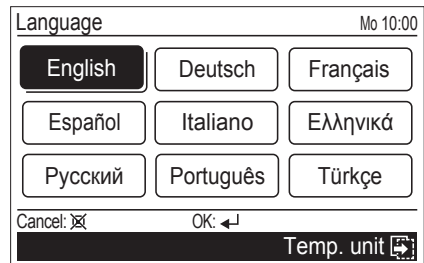 Language Mo 10:00
English Deutsch Français
Español Italiano Ελληνικά
Русский Português Türkçe
Cancel: OK:
Temp. unit